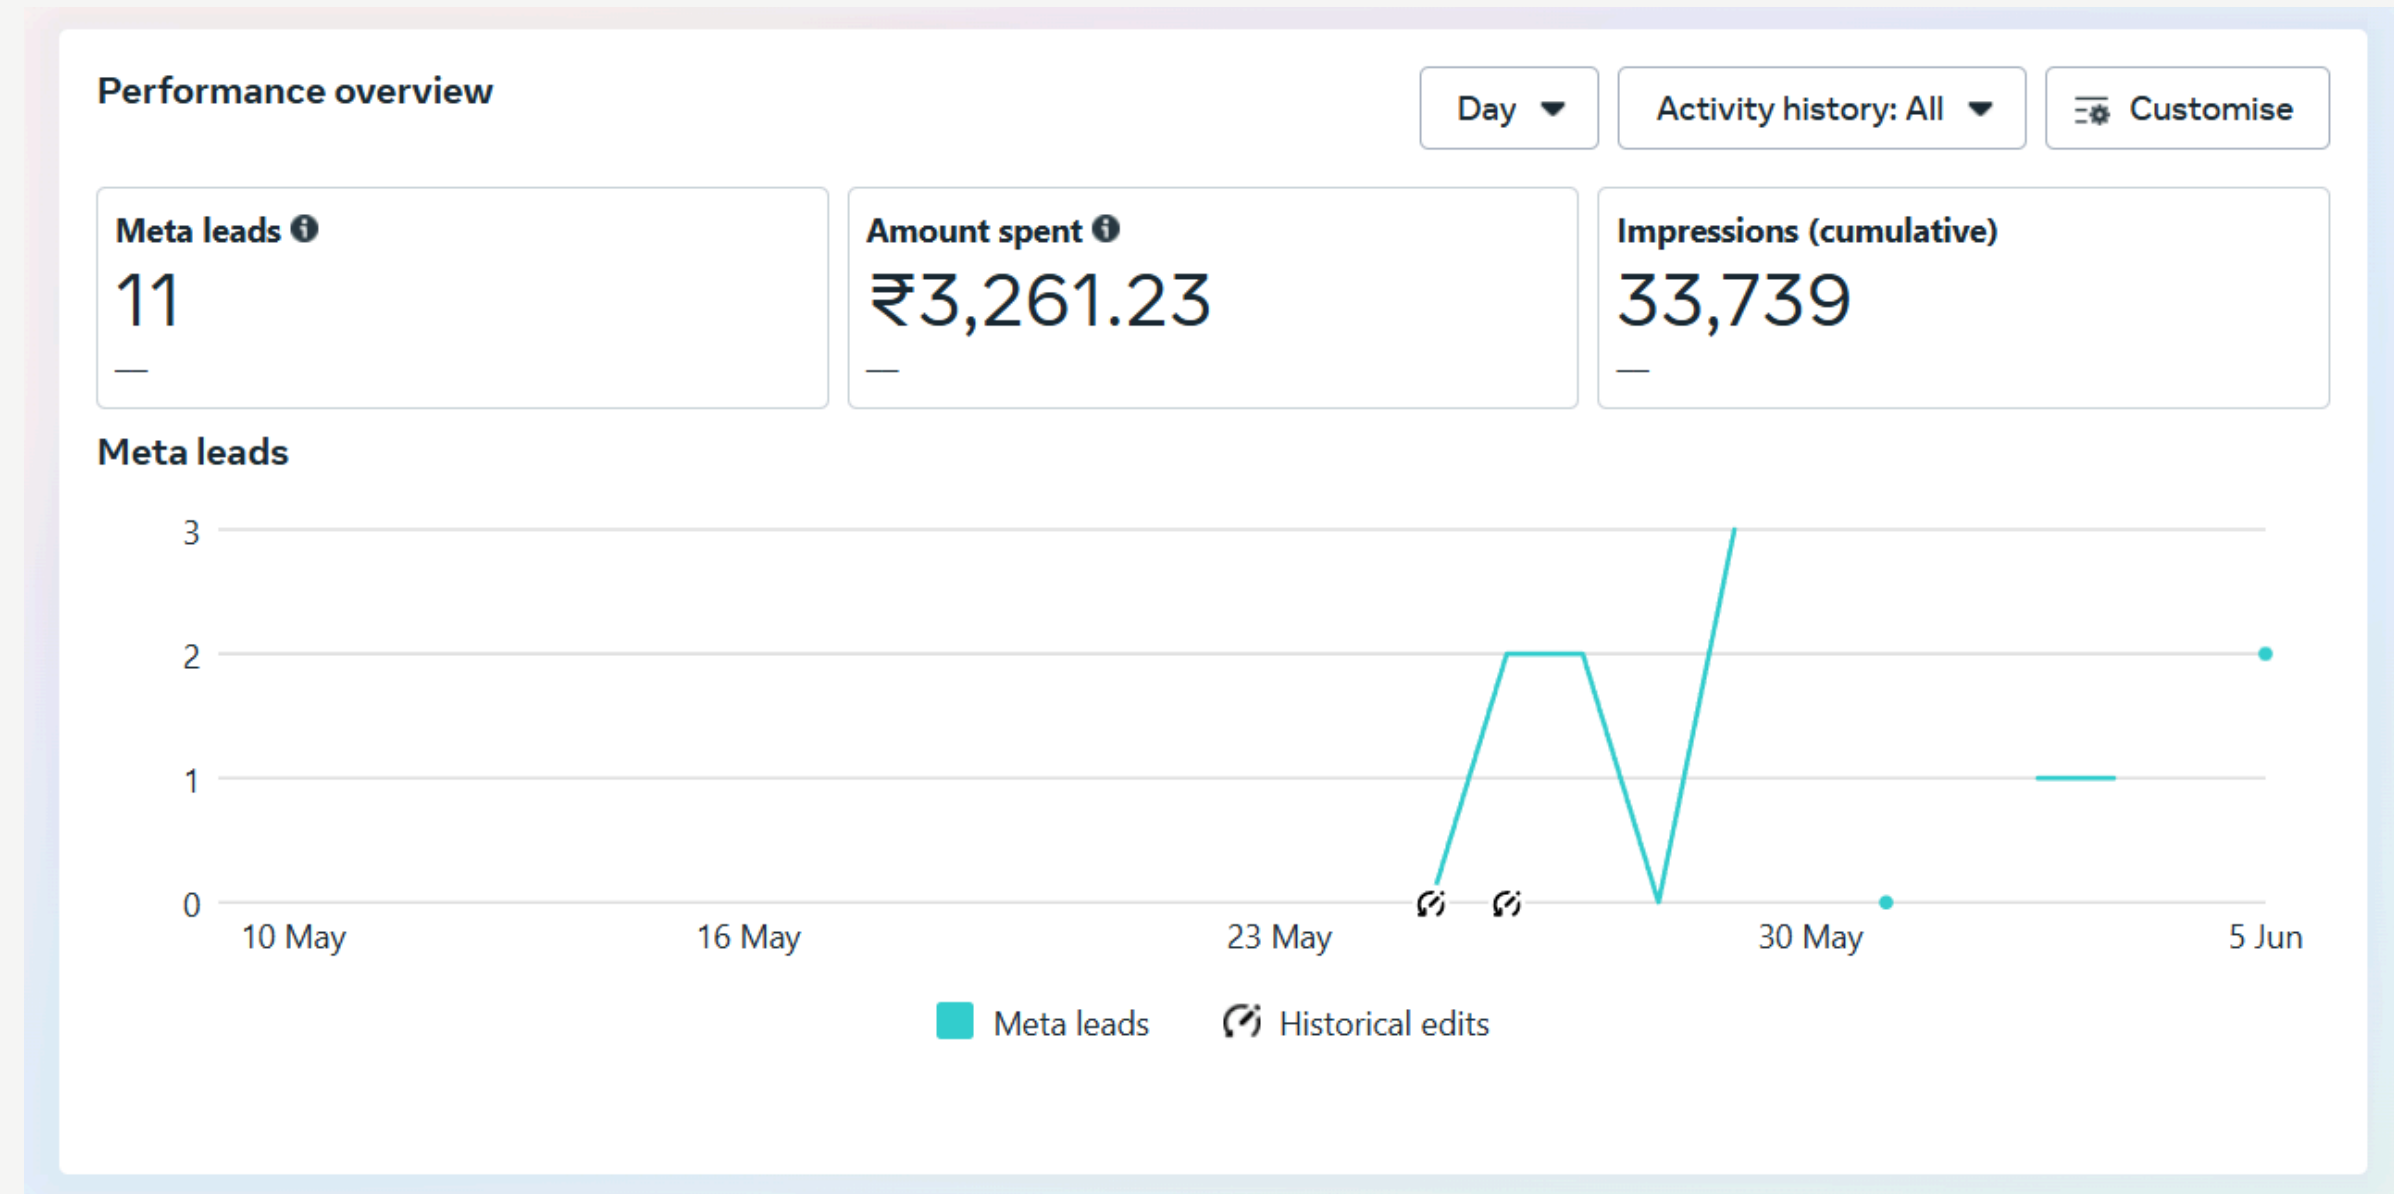 Performance overview
Day
Activity history: All
Customise
Meta leads
11
—
Amount spent
₹3,261.23
—
Impressions (cumulative)
33,739
—
Meta leads
3
2
1
0
10 May
16 May
23 May
30 May
5 Jun
Meta leads
Historical edits